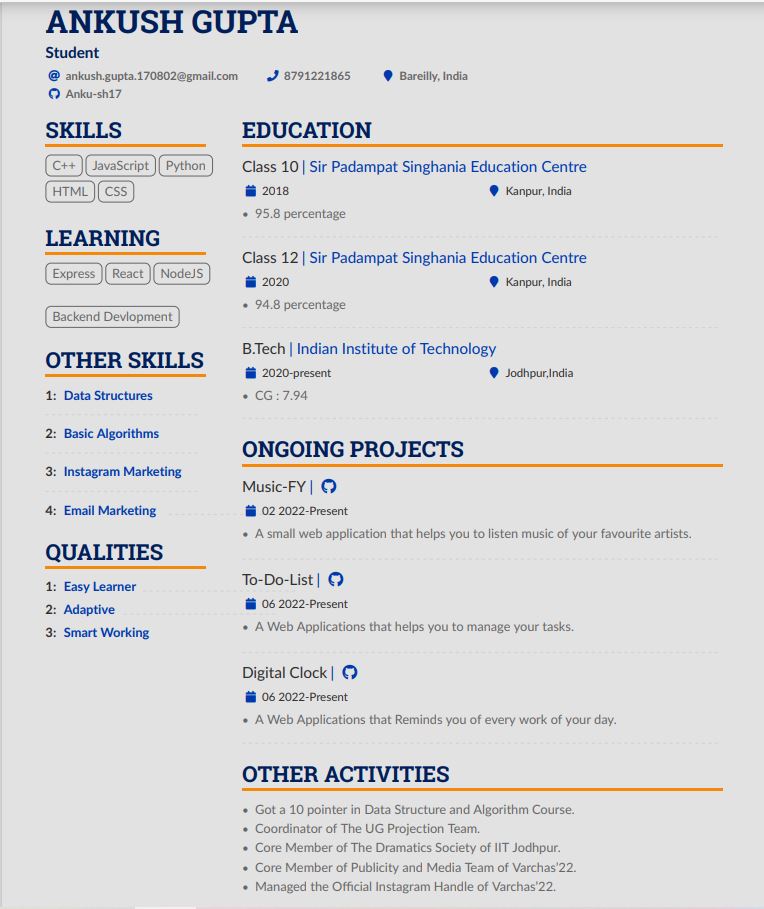 ANKUSH GUPTA
Student
ankush.gupta.170802@gmail.com 8791221865 Bareilly, India
Anku-sh17
SKILLS
C++ JavaScript Python
HTML CSS
LEARNING
Express React NodeJS
Backend Devlopment
OTHER SKILLS
1: Data Structures
2: Basic Algorithms
3: Instagram Marketing
4: Email Marketing
QUALITIES
1: Easy Learner
2: Adaptive
3: Smart Working
EDUCATION
Class 10 | Sir Padampat Singhania Education Centre
2018 Kanpur, India
• 95.8 percentage
Class 12 | Sir Padampat Singhania Education Centre
2020 Kanpur, India
• 94.8 percentage
B.Tech | Indian Institute of Technology
2020-present Jodhpur,India
• CG : 7.94
ONGOING PROJECTS
Music-FY |
02 2022-Present
• A small web application that helps you to listen music of your favourite artists.
To-Do-List |
06 2022-Present
• A Web Applications that helps you to manage your tasks.
Digital Clock |
06 2022-Present
• A Web Applications that Reminds you of every work of your day.
OTHER ACTIVITIES
• Got a 10 pointer in Data Structure and Algorithm Course.
• Coordinator of The UG Projection Team.
• Core Member of The Dramatics Society of IIT Jodhpur.
• Core Member of Publicity and Media Team of Varchas'22.
• Managed the Official Instagram Handle of Varchas'22.